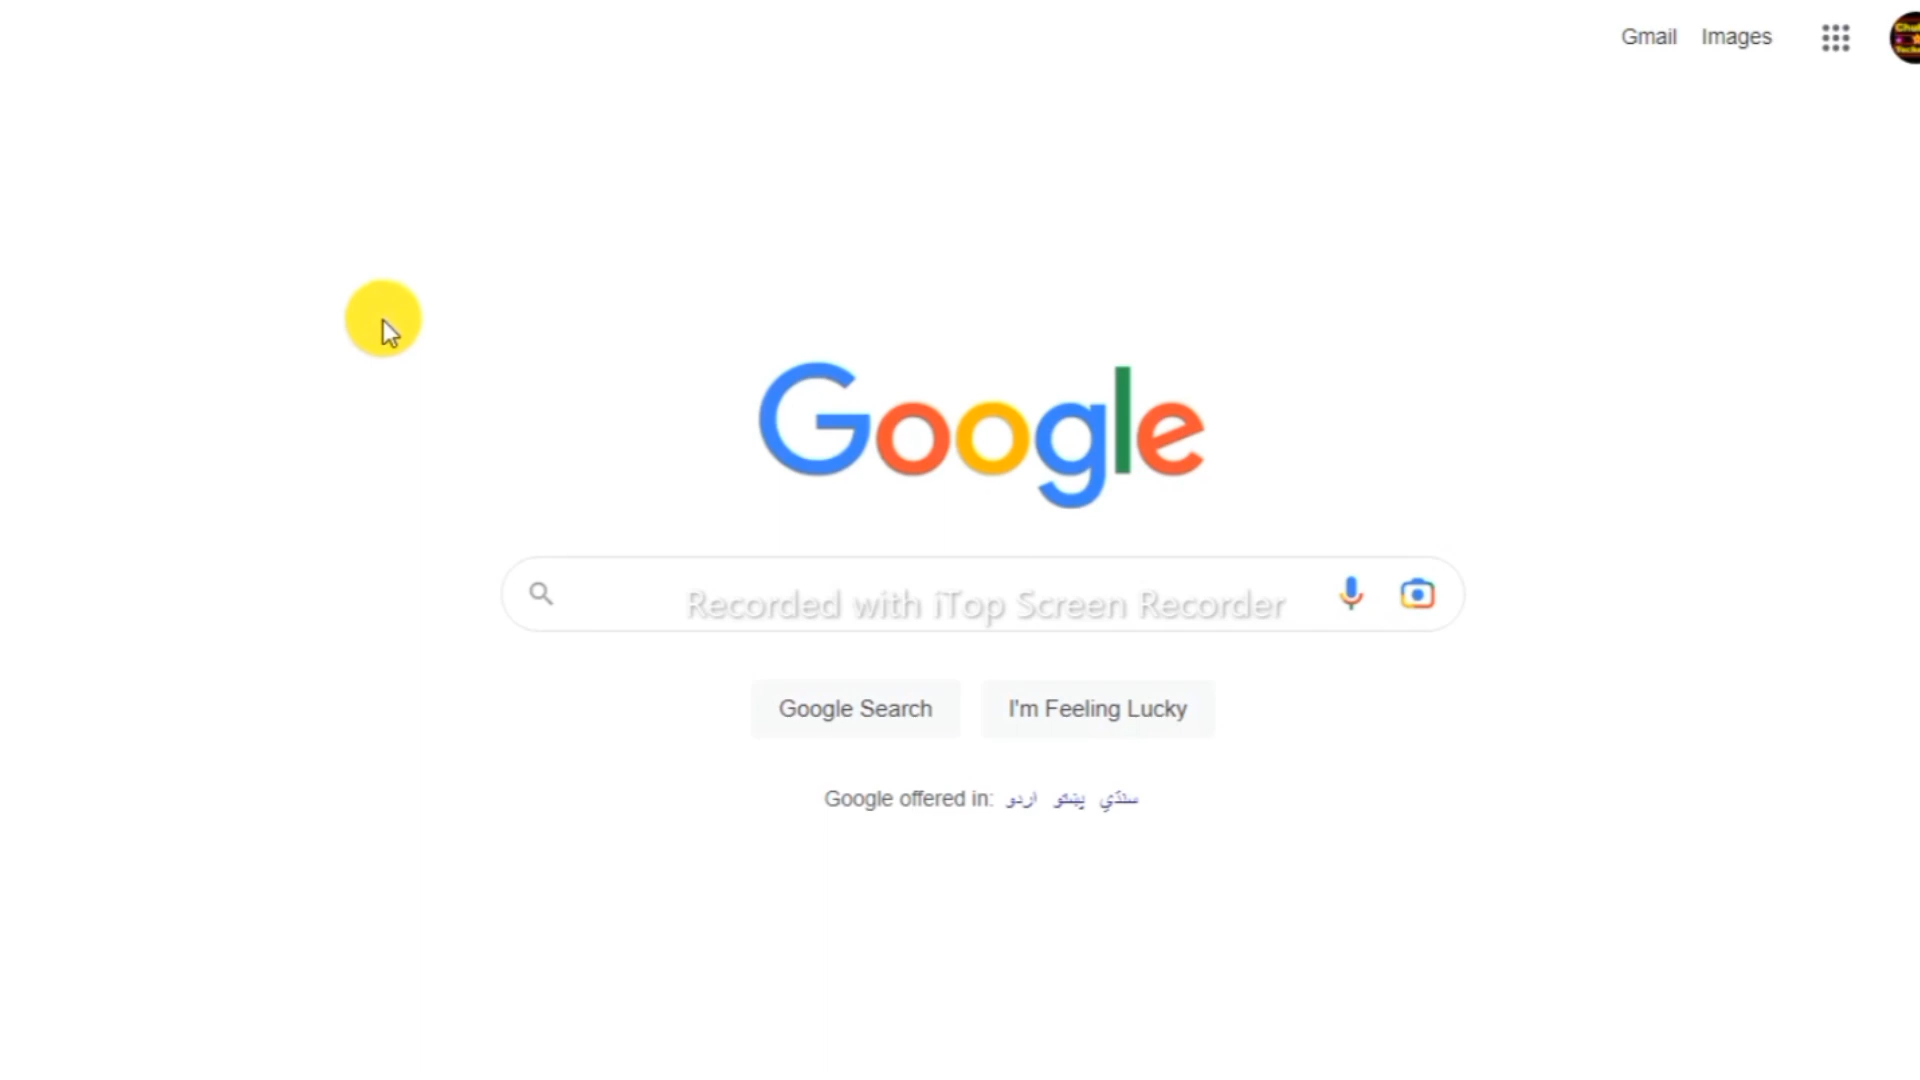 Gmail Images
Google
Recorded with iTop Screen Recorder
Google Search I'm Feeling Lucky
Google offered in: اردو پښتو سنڌي